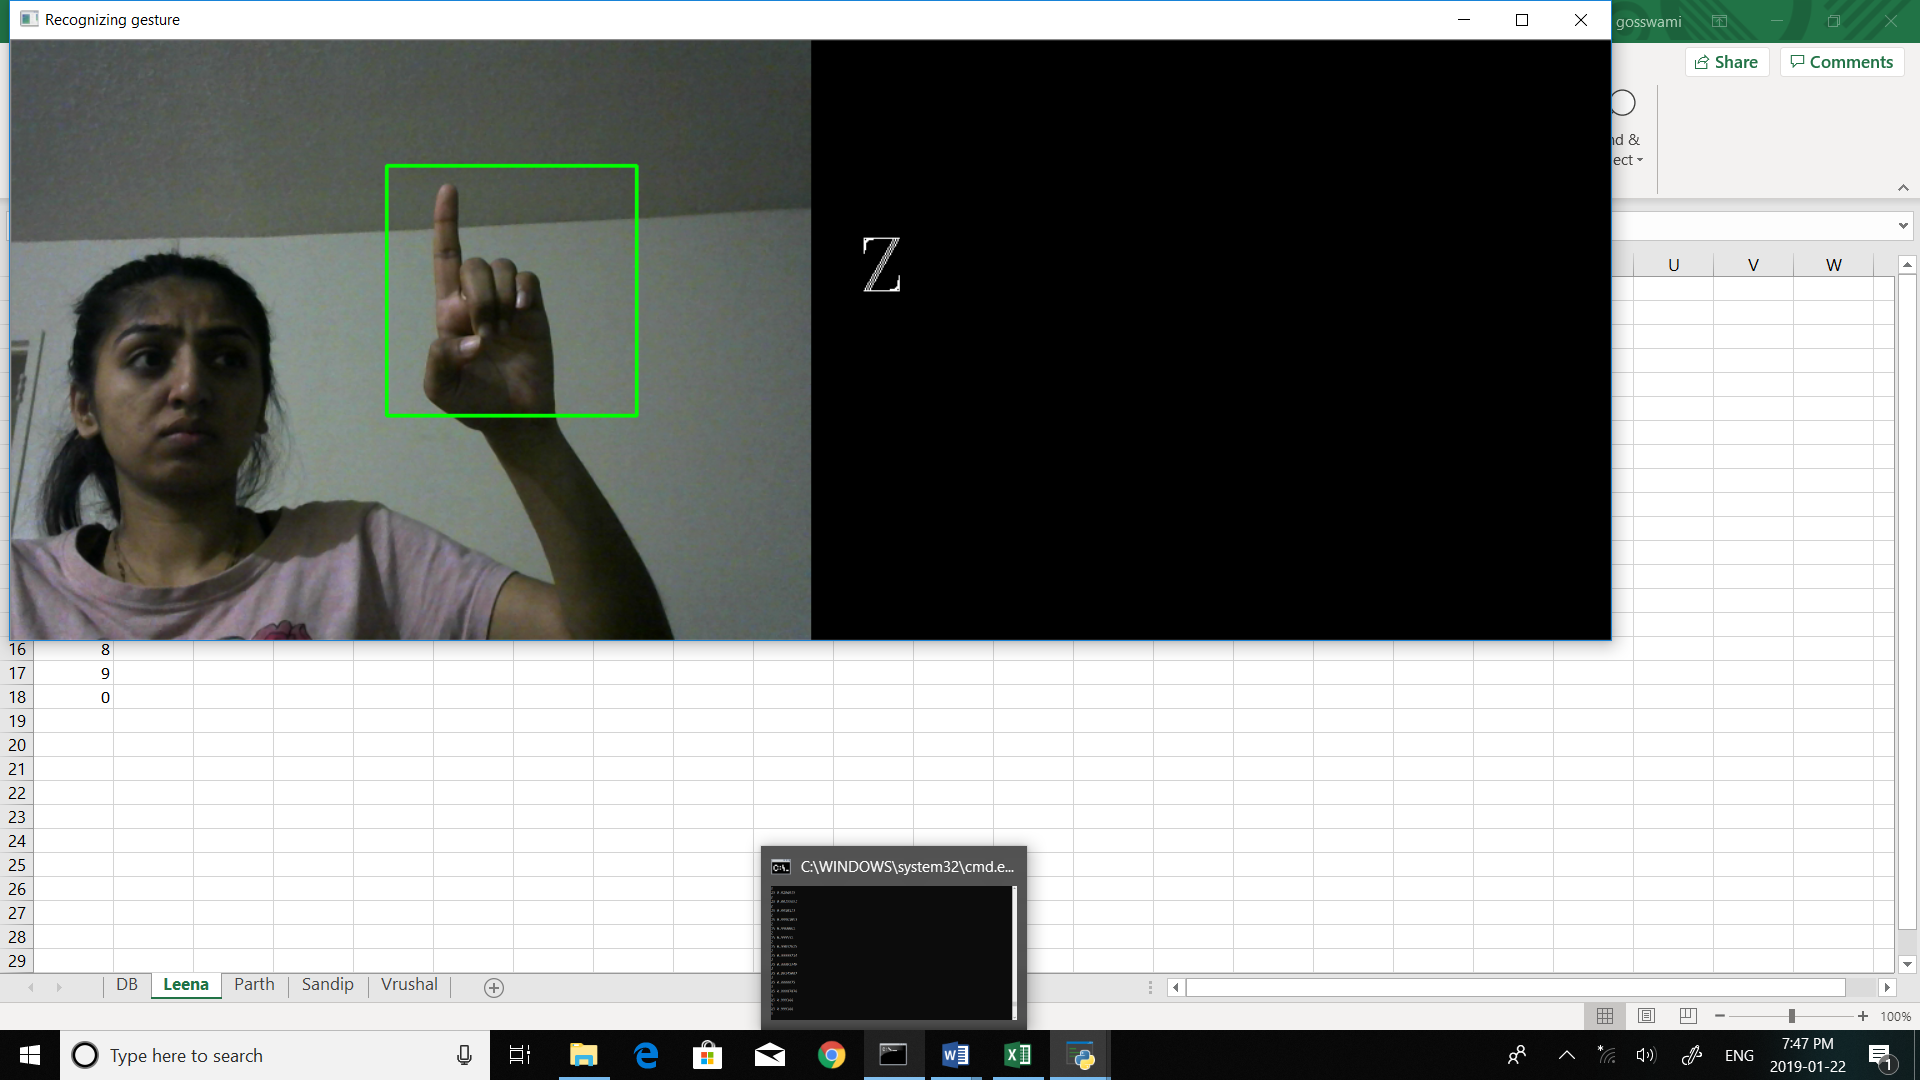 Recognizing gesture
gosswami
Share
Comments
nd &
ect
Z
U V W
16 8
17 9
18 0
19
20
21
22
23
24
25
26
27
28
29
C:\WINDOWS\system32\cmd.e...
DB Leena Parth Sandip Vrushal
100%
Type here to search
ENG
7:47 PM
2019-01-22
1